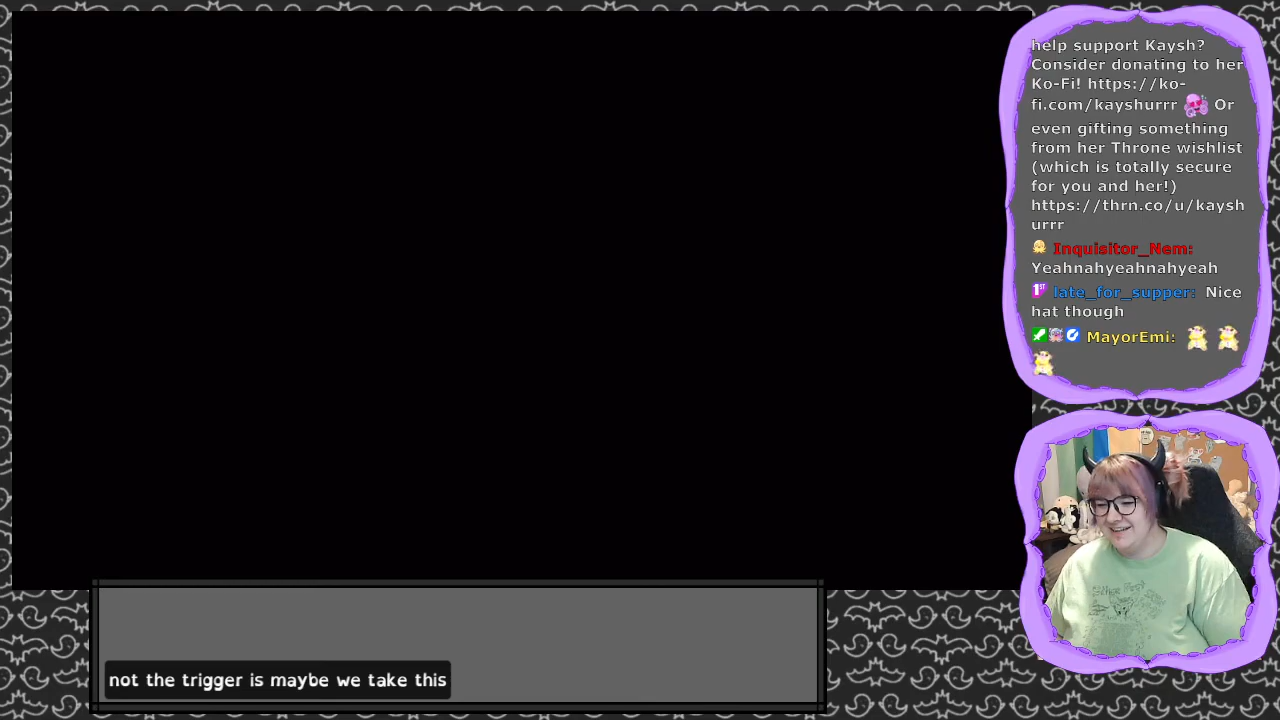 help support Kaysh?
Consider donating to her
Ko-Fi! https://ko-
fi.com/kayshurrr Or
even gifting something
from her Throne wishlist
(which is totally secure
for you and her!)
https://thrn.co/u/kaysh
urrr
Inquisitor_Nem:
Yeahnahyeahnahyeah
1ST late_for_supper: Nice
hat though
MayorEmi:
not the trigger is maybe we take this